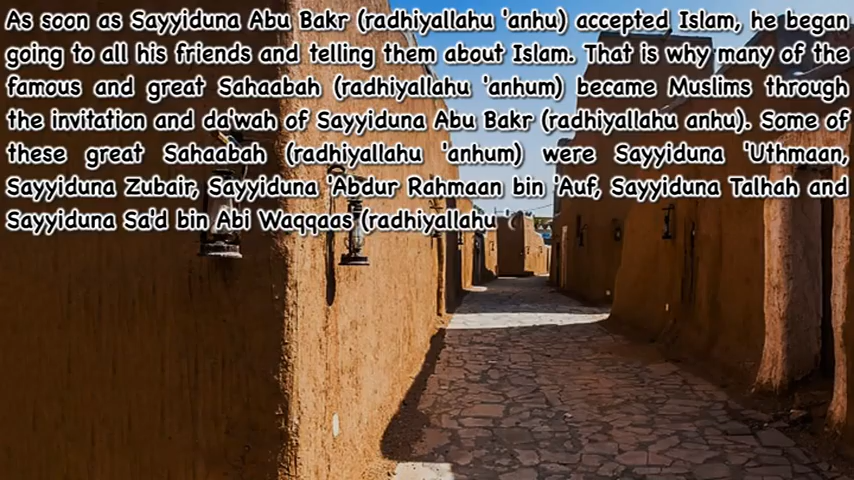 As soon as Sayyiduna Abu Bakr (radhiyallahu 'anhu) accepted Islam, he began
going to all his friends and telling them about Islam. That is why many of the
famous and great Sahaabah (radhiyallahu 'anhum) became Muslims through
the invitation and da'wah of Sayyiduna Abu Bakr (radhiyallahu anhu). Some of
these great Sahaabah (radhiyallahu 'anhum) were Sayyiduna 'Uthmaan,
Sayyiduna Zubair, Sayyiduna 'Abdur Rahmaan bin 'Auf, Sayyiduna Talhah and
Sayyiduna Sa'd bin Abi Waqqaas (radhiyallahu '